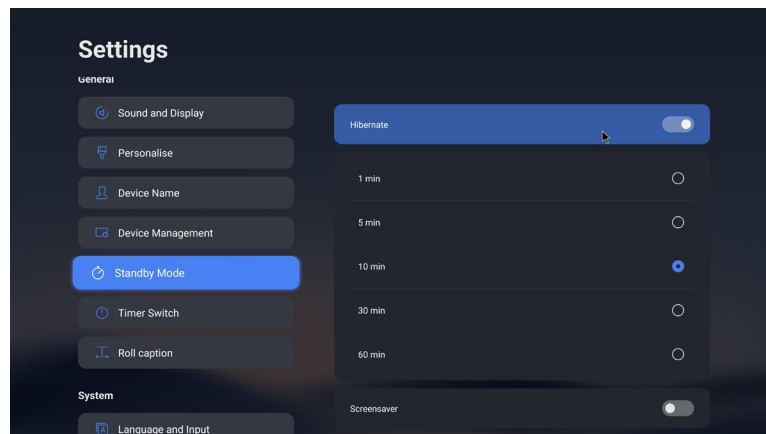 Settings
General
Sound and Display
Personalise
Device Name
Device Management
Standby Mode
Timer Switch
Roll caption
System
Language and Input
Hibernate
1 min
5 min
10 min
30 min
60 min
Screensaver